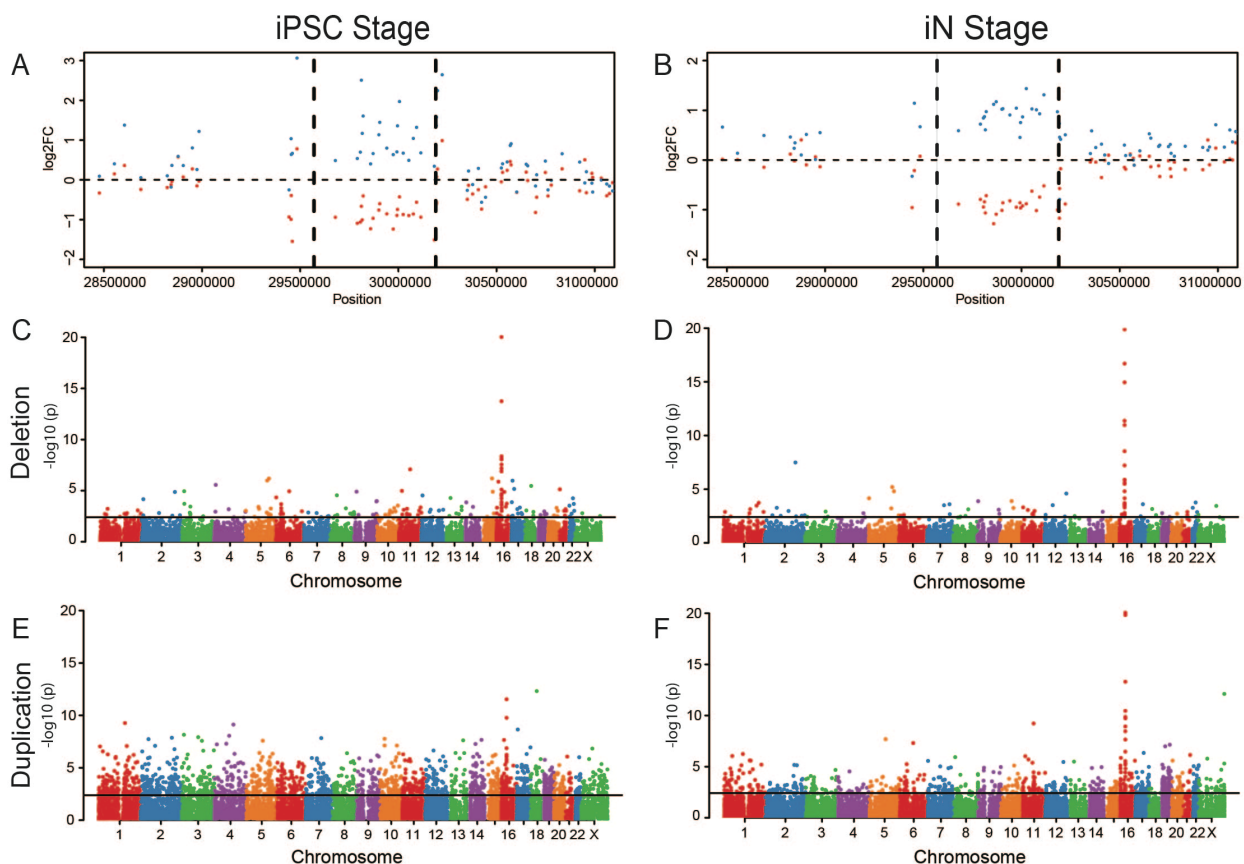 iPSC Stage
iN Stage
A
3
2
1
0
-1
-2
log2FC
28500000 29000000 29500000 30000000 30500000 31000000
Position
B
2
1
0
-1
-2
log2FC
28500000 29000000 29500000 30000000 30500000 31000000
Position
Deletion
C
20
15
10
5
0
-log10 (p)
1 2 3 4 5 6 7 8 9 10 11 12 13 14 16 18 20 22 X
Chromosome
D
20
15
10
5
0
-log10 (p)
1 2 3 4 5 6 7 8 9 10 11 12 13 14 16 18 20 22 X
Chromosome
Duplication
E
20
15
10
5
0
-log10 (p)
1 2 3 4 5 6 7 8 9 10 11 12 13 14 16 18 20 22 X
Chromosome
F
20
15
10
5
0
-log10 (p)
1 2 3 4 5 6 7 8 9 10 11 12 13 14 16 18 20 22 X
Chromosome